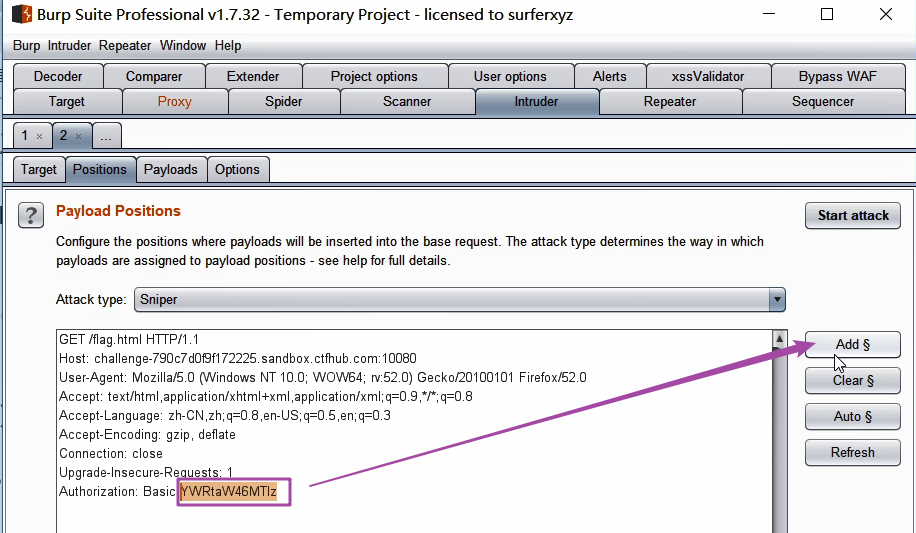 Burp Suite Professional v1.7.32 - Temporary Project - licensed to surferxyz
Burp Intruder Repeater Window Help
Decoder Comparer Extender Project options User options Alerts xssValidator Bypass WAF
Target Proxy Spider Scanner Intruder Repeater Sequencer
1 × 2 × ...
Target Positions Payloads Options
? Payload Positions
Start attack
Configure the positions where payloads will be inserted into the base request. The attack type determines the way in which
payloads are assigned to payload positions - see help for full details.
Attack type: Sniper
GET /flag.html HTTP/1.1
Host: challenge-790c7d0f9f172225.sandbox.ctfhub.com:10080
User-Agent: Mozilla/5.0 (Windows NT 10.0; WOW64; rv:52.0) Gecko/20100101 Firefox/52.0
Accept: text/html,application/xhtml+xml,application/xml;q=0.9,*/*;q=0.8
Accept-Language: zh-CN,zh;q=0.8,en-US;q=0.5,en;q=0.3
Accept-Encoding: gzip, deflate
Connection: close
Upgrade-Insecure-Requests: 1
Authorization: Basic YWRtaW46MTIz
Add §
Clear §
Auto §
Refresh